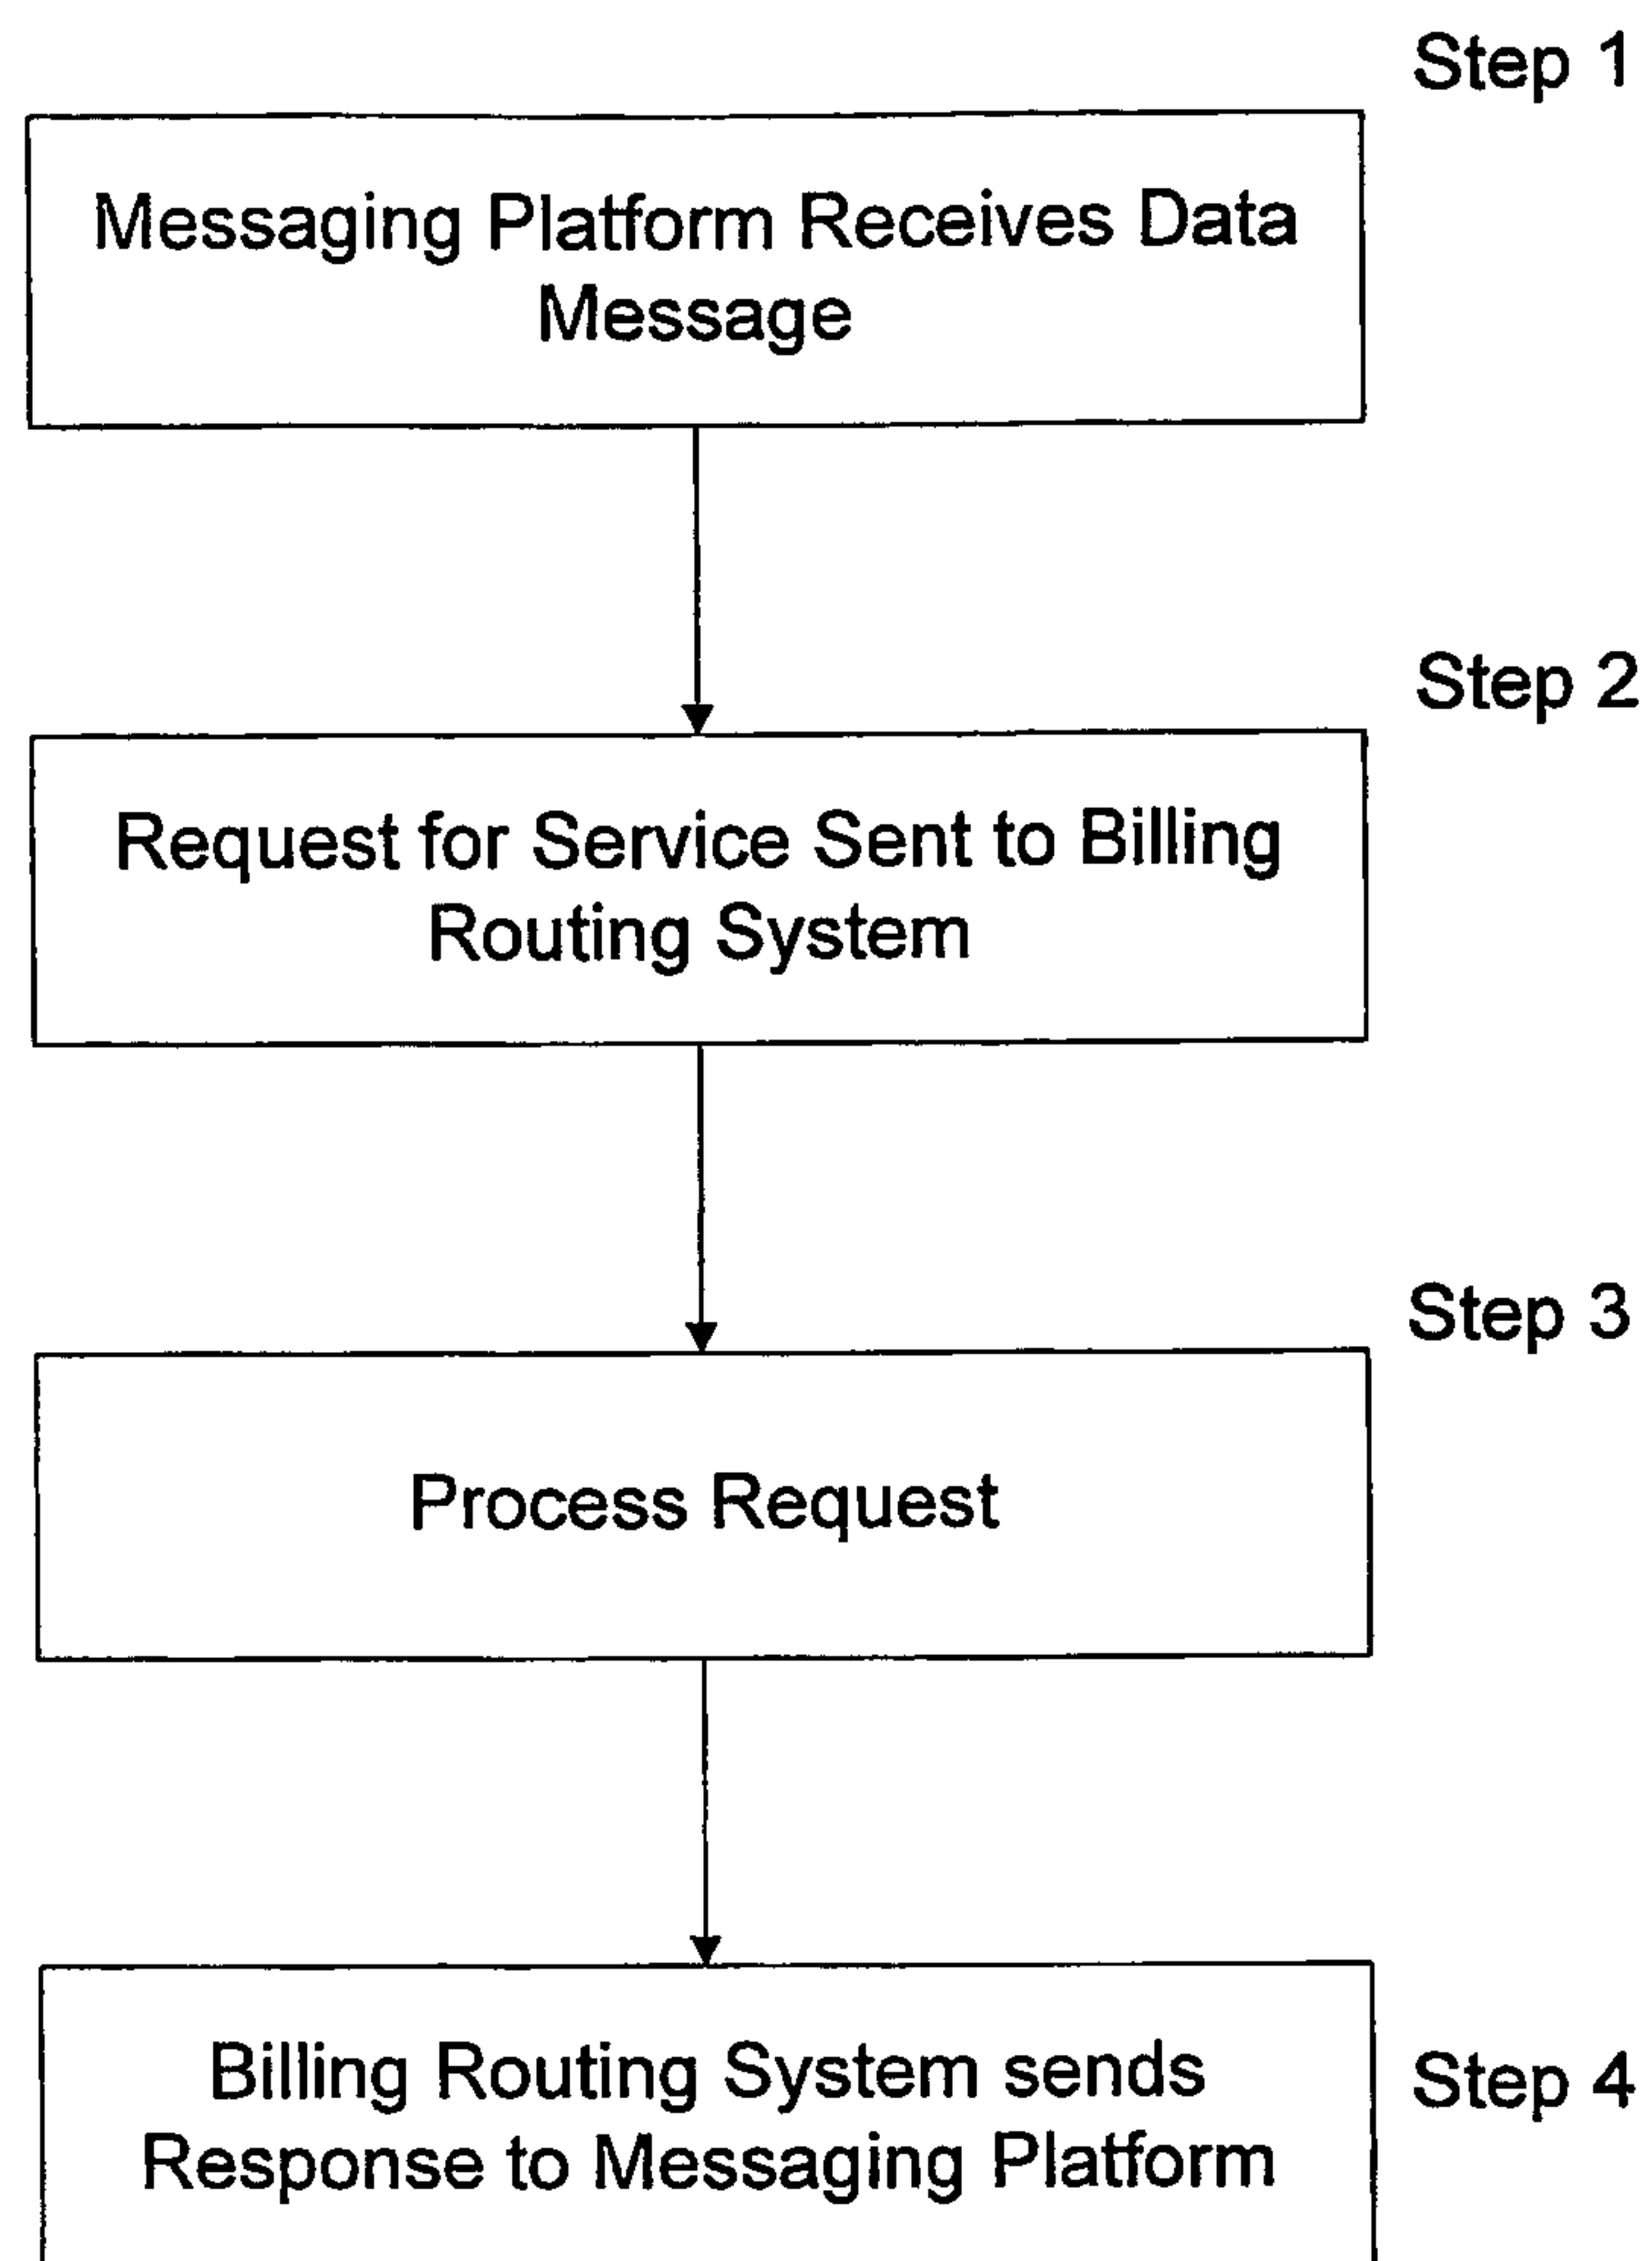 Step 1
Messaging Platform Receives Data
Message
Step 2
Request for Service Sent to Billing
Routing System
Step 3
Process Request
Step 4
Billing Routing System sends
Response to Messaging Platform